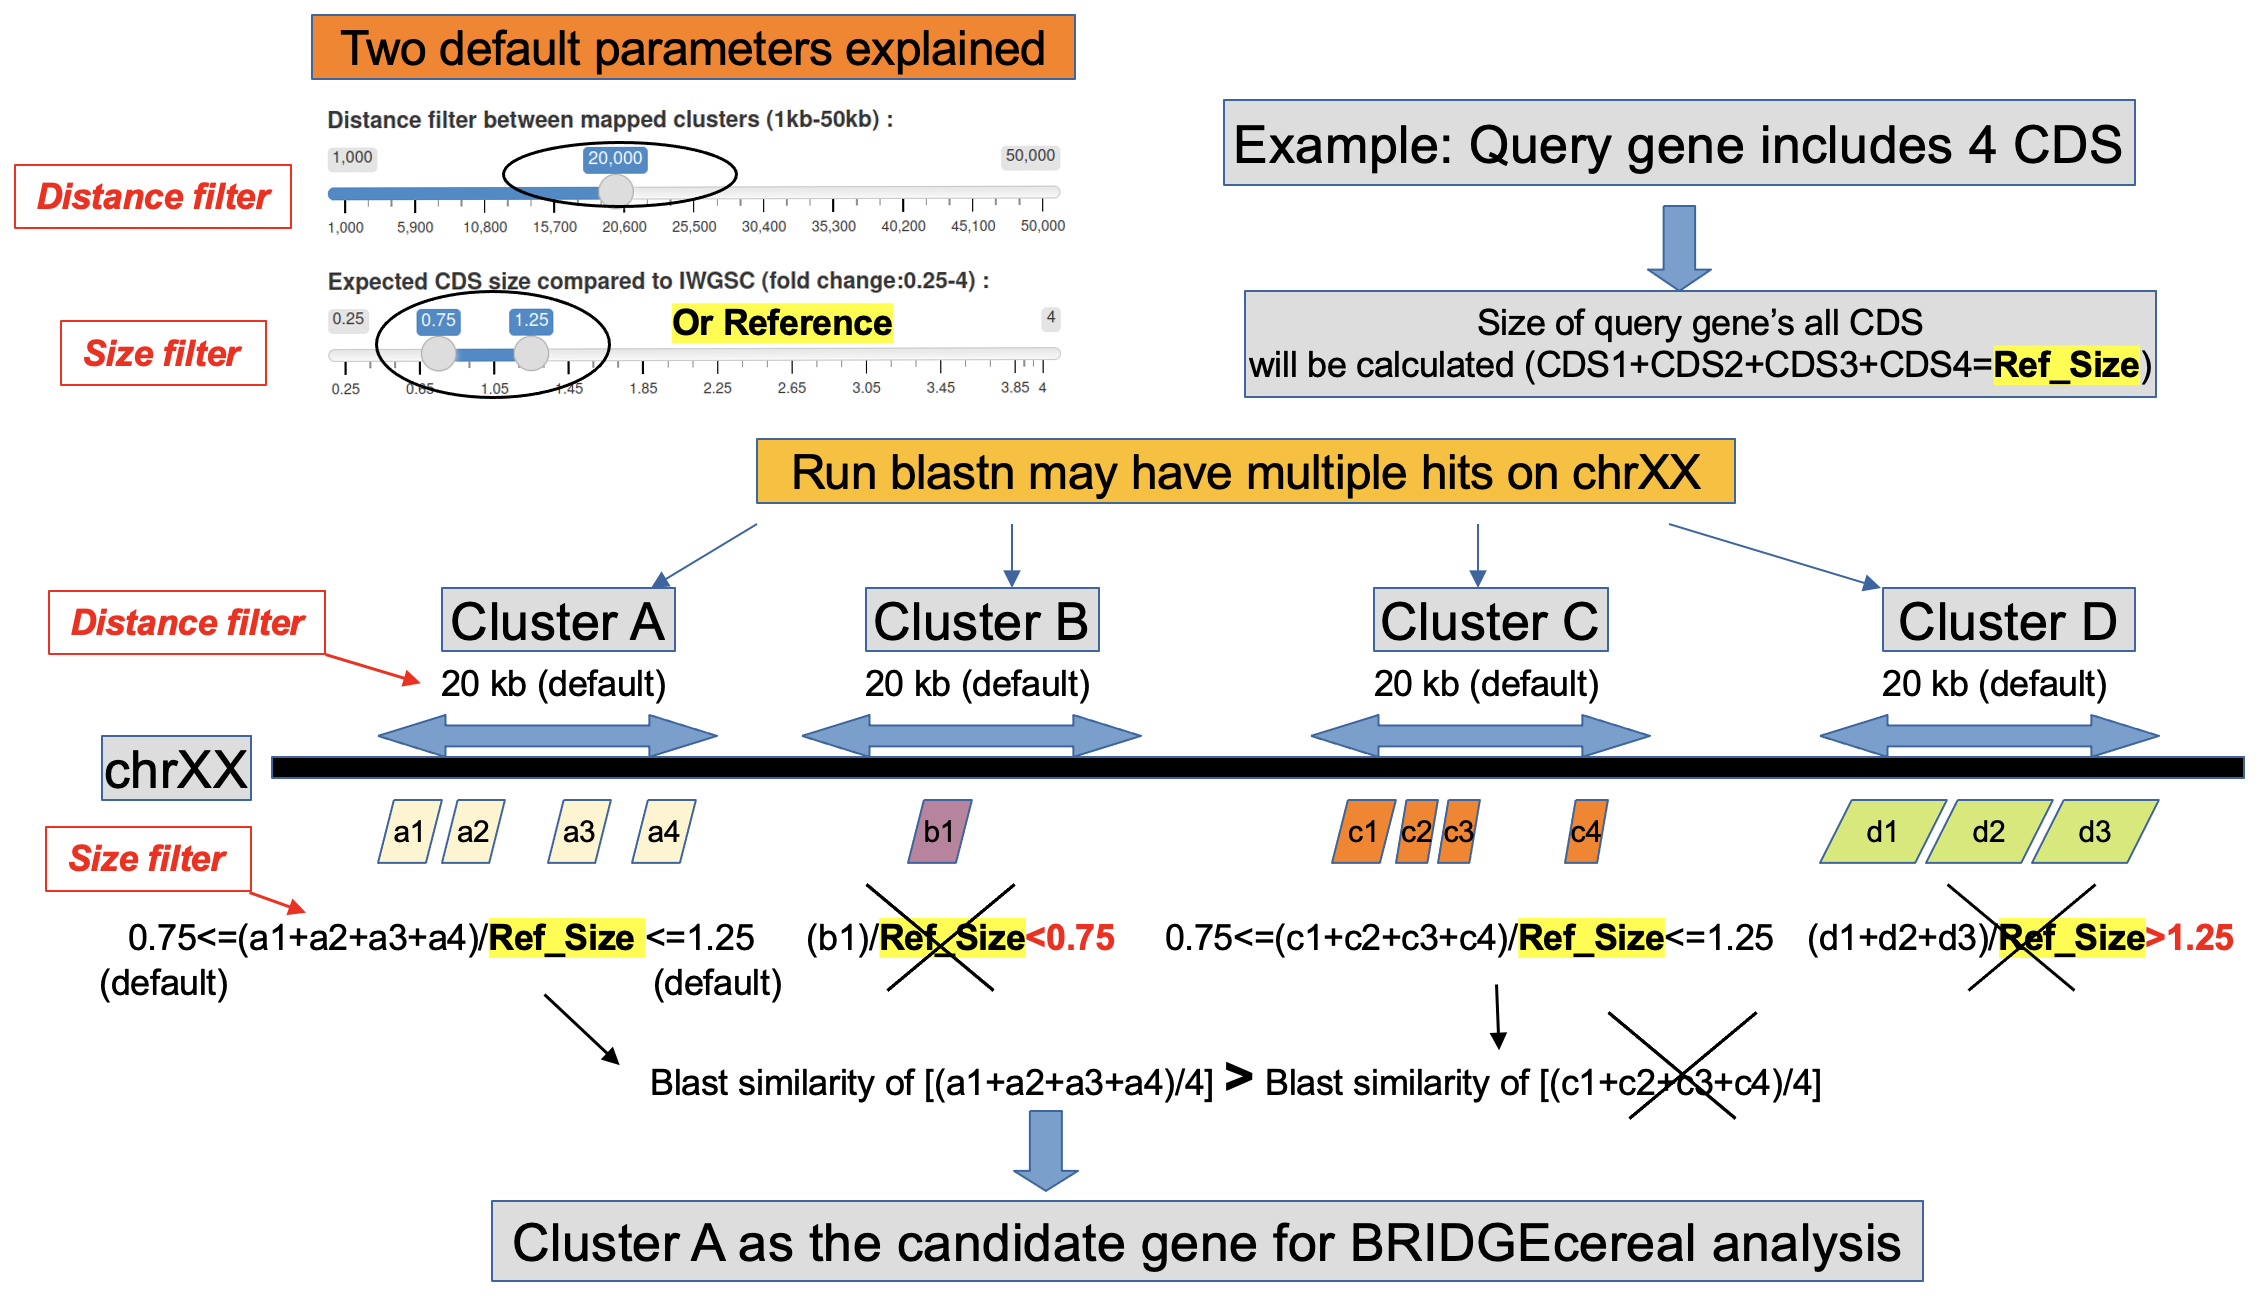 Two default parameters explained
Distance filter between mapped clusters (1kb-50kb) :
1,000
20,000
50,000
Distance filter
1,000 5,900 10,800 15,700 20,600 25,500 30,400 35,300 40,200 45,100 50,000
Expected CDS size compared to IWGSC (fold change:0.25-4) :
0.25
0.75
1.25
Or Reference
4
Size filter
0.25 0.65 1.05 1.45 1.85 2.25 2.65 3.05 3.45 3.85 4
Example: Query gene includes 4 CDS
Size of query gene's all CDS
will be calculated (CDS1+CDS2+CDS3+CDS4=Ref_Size)
Run blastn may have multiple hits on chrXX
Distance filter
Cluster A
Cluster B
Cluster C
Cluster D
20 kb (default)
20 kb (default)
20 kb (default)
20 kb (default)
chrXX
a1 a2 a3 a4
b1
c1 c2 c3 c4
d1 d2 d3
Size filter
0.75<=(a1+a2+a3+a4)/Ref_Size <=1.25
(default)
(default)
(b1)/Ref_Size<0.75
0.75<=(c1+c2+c3+c4)/Ref_Size<=1.25
(d1+d2+d3)/Ref_Size>1.25
Blast similarity of [(a1+a2+a3+a4)/4] > Blast similarity of [(c1+c2+c3+c4)/4]
Cluster A as the candidate gene for BRIDGEcereal analysis